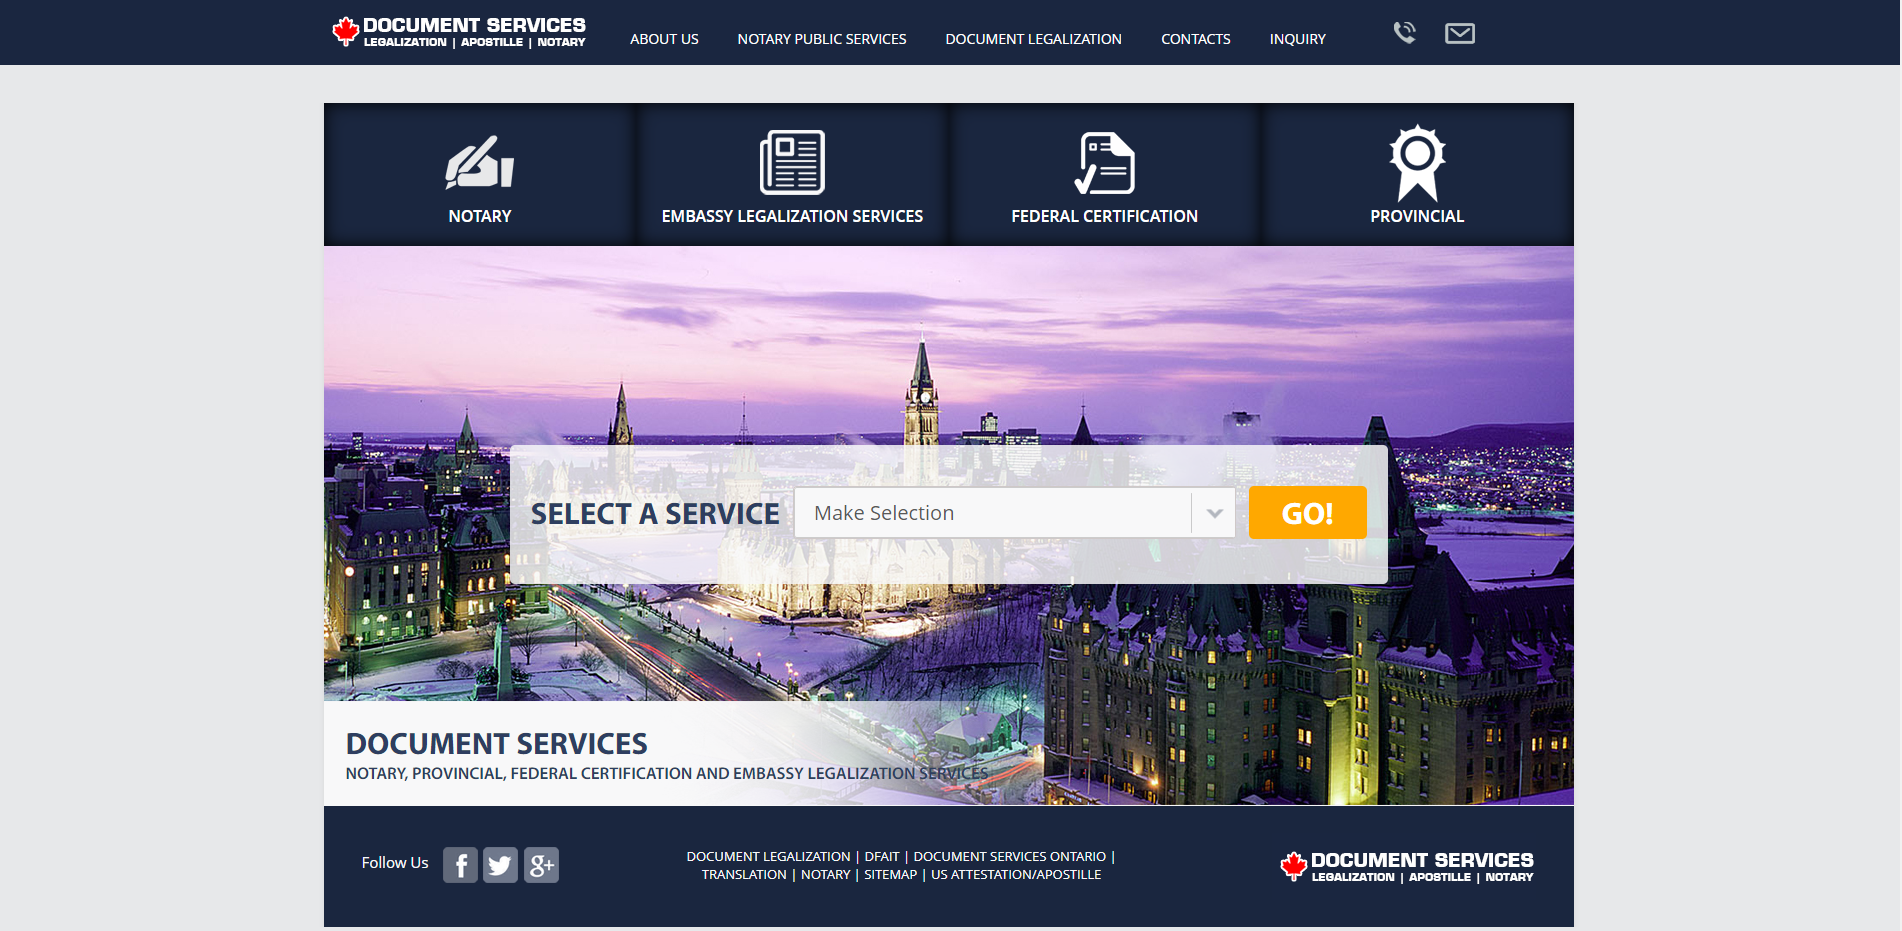 DOCUMENT SERVICES
LEGALIZATION | APOSTILLE | NOTARY
ABOUT US
NOTARY PUBLIC SERVICES
DOCUMENT LEGALIZATION
CONTACTS
INQUIRY
NOTARY
EMBASSY LEGALIZATION SERVICES
FEDERAL CERTIFICATION
PROVINCIAL
SELECT A SERVICE
Make Selection
GO!
DOCUMENT SERVICES
NOTARY, PROVINCIAL, FEDERAL CERTIFICATION AND EMBASSY LEGALIZATION SERVICES
Follow Us
f
g+
DOCUMENT LEGALIZATION | DFAIT | DOCUMENT SERVICES ONTARIO |
TRANSLATION | NOTARY | SITEMAP | US ATTESTATION/APOSTILLE
DOCUMENT SERVICES
LEGALIZATION | APOSTILLE | NOTARY